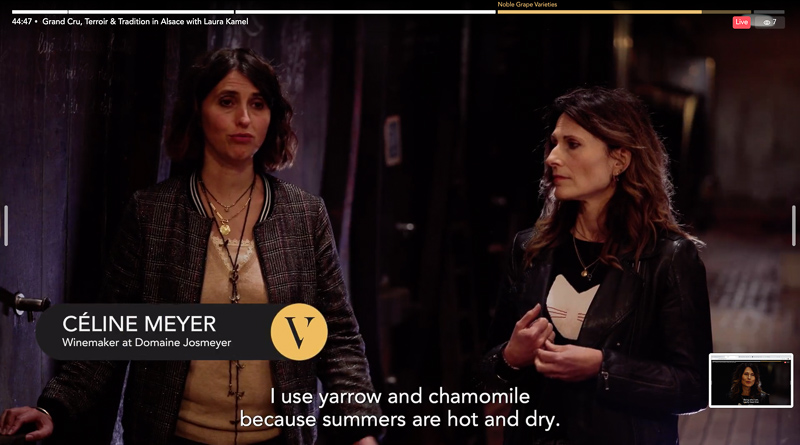 Noble Grape Varieties
44:47 • Grand Cru, Terroir & Tradition in Alsace with Laura Kamel
Live
7
CÉLINE MEYER
Winemaker at Domaine Josmeyer
V
I use yarrow and chamomile
because summers are hot and dry.